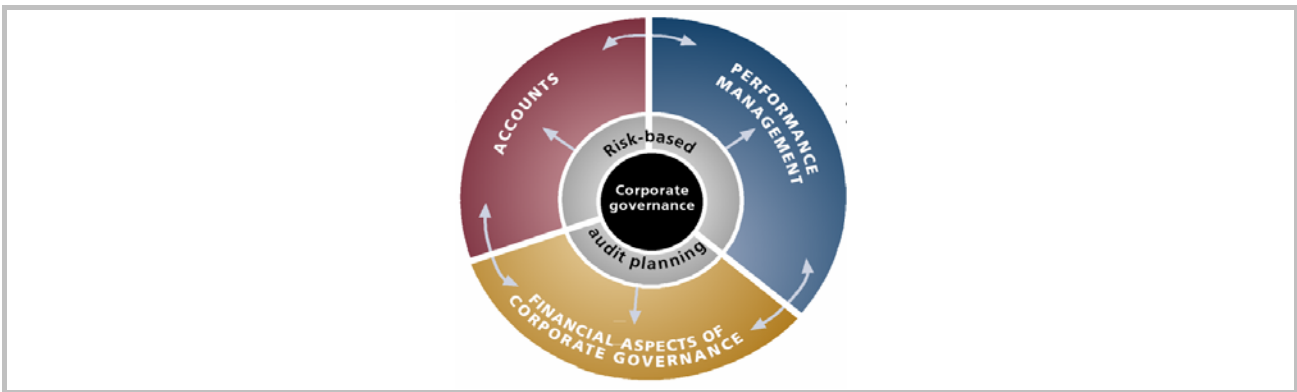 ACCOUNTS
PERFORMANCE
MANAGEMENT
Risk-based
Corporate
governance
audit planning
FINANCIAL ASPECTS OF
CORPORATE GOVERNANCE